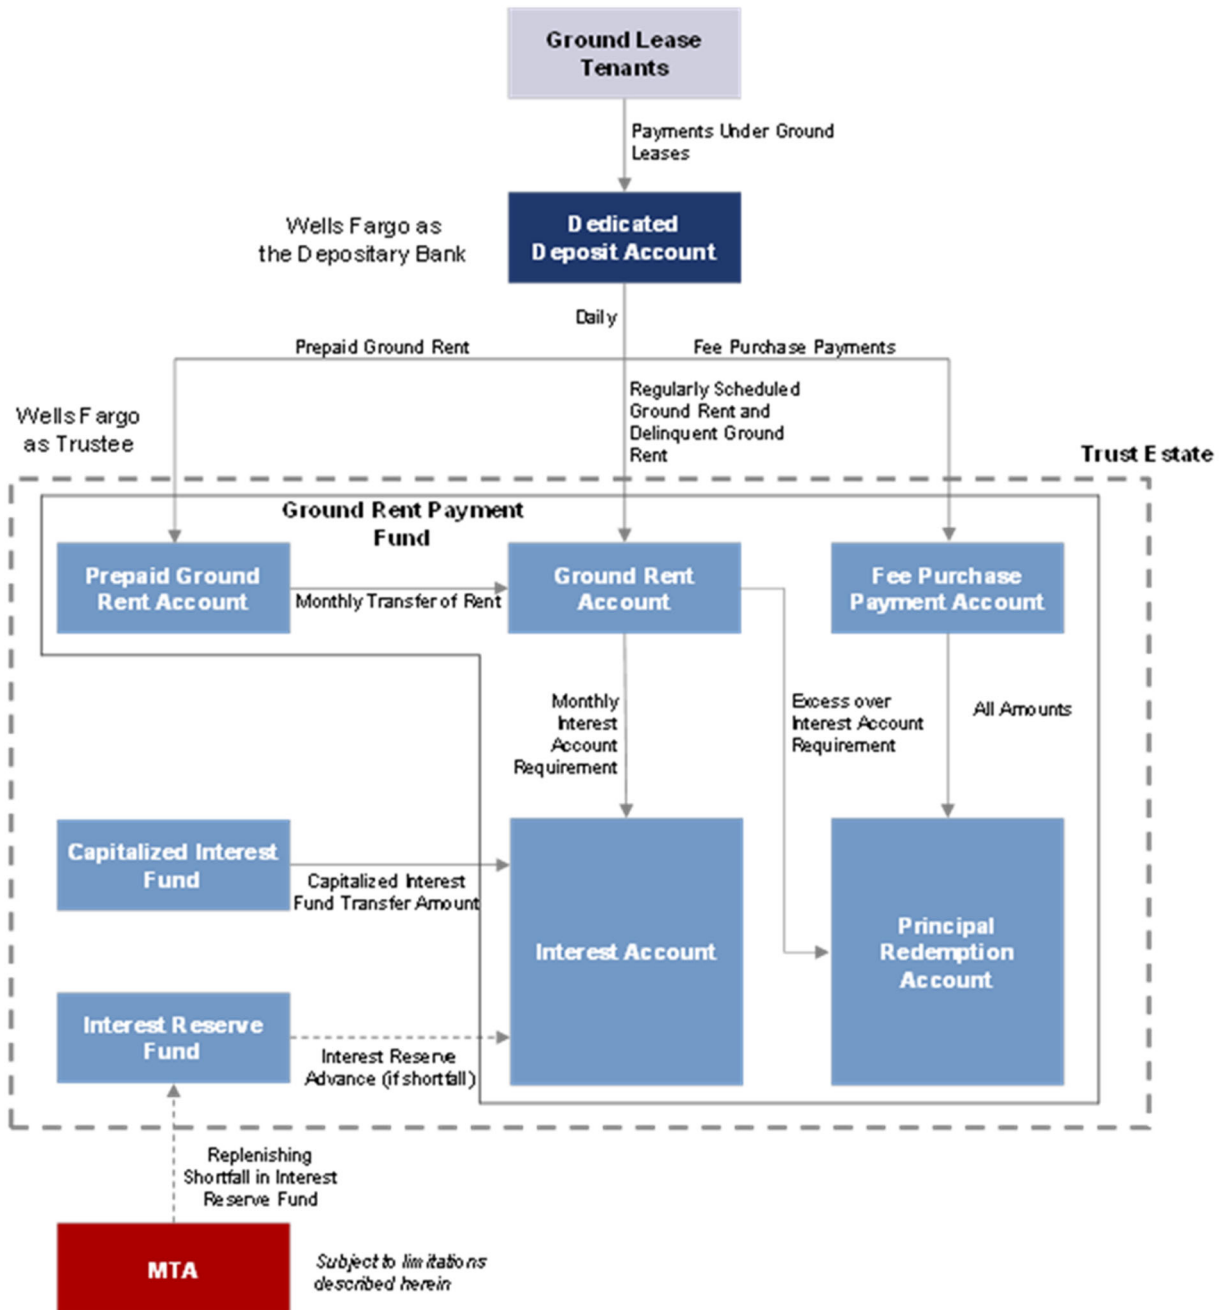 Ground Lease
Tenants
Payments Under Ground
Leases
Wells Fargo as
the Depositary Bank
Dedicated
Deposit Account
Daily
Prepaid Ground Rent
Fee Purchase Payments
Wells Fargo
as Trustee
Regularly Scheduled
Ground Rent and
Delinquent Ground
Rent
Trust Estate
Ground Rent Payment
Fund
Prepaid Ground
Rent Account
Monthly Transfer of Rent
Ground Rent
Account
Fee Purchase
Payment Account
Monthly
Interest
Account
Requirement
Excess over
Interest Account
Requirement
All Amounts
Capitalized Interest
Fund
Capitalized Interest
Fund Transfer Amount
Interest Account
Principal
Redemption
Account
Interest Reserve
Fund
Interest Reserve
Advance (if shortfall)
Replenishing
Shortfall in Interest
Reserve Fund
MTA
Subject to limitations
described herein